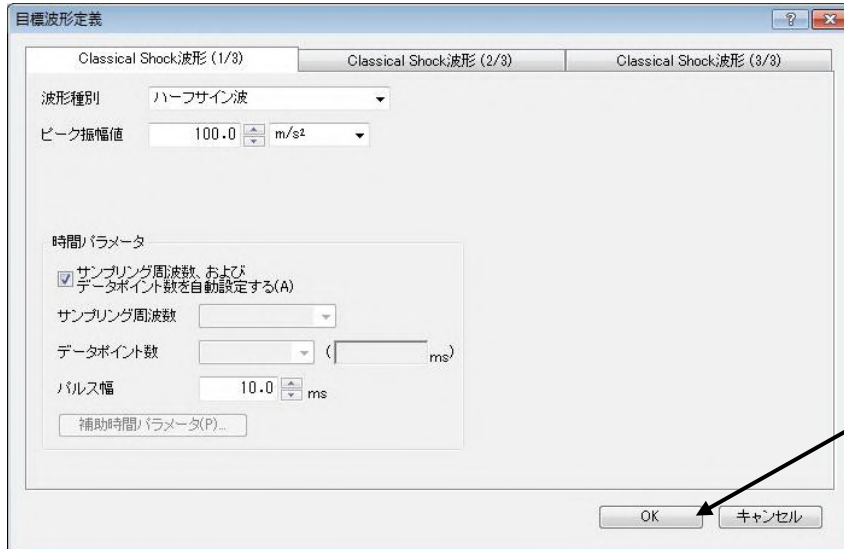 目標波形定義
Classical Shock波形 (1/3) Classical Shock波形 (2/3) Classical Shock波形 (3/3)
波形種別 ハーフサイン波
ピーク振幅値 100.0 m/s²
時間パラメータ
サンプリング周波数、および
データポイント数を自動設定する(A)
サンプリング周波数
データポイント数 ( ms)
パルス幅 10.0 ms
補助時間パラメータ(P)...
OK キャンセル